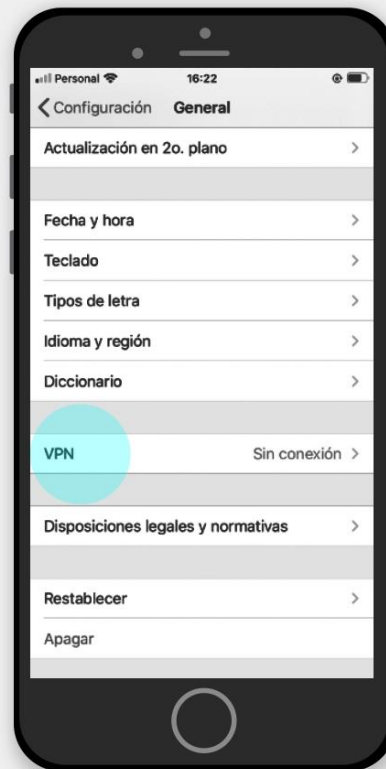 Personal 16:22
Configuración General
Actualización en 2o. plano
Fecha y hora
Teclado
Tipos de letra
Idioma y región
Diccionario
VPN Sin conexión
Disposiciones legales y normativas
Restablecer
Apagar